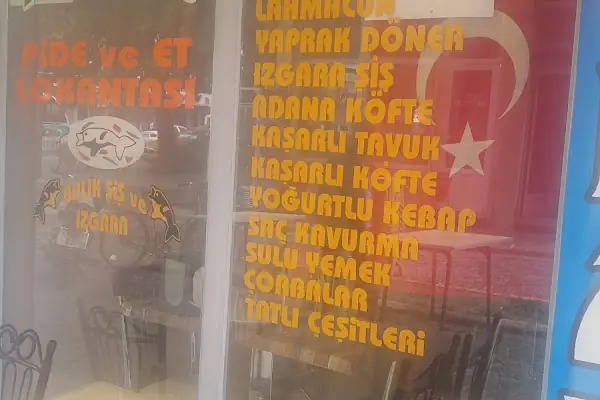 PİDE ve ET
LOKANTASI
BALIK ŞİŞ ve
IZGARA
LAHMACUN
YAPRAK DÖNER
IZGARA ŞİŞ
ADANA KÖFTE
KAŞARLI TAVUK
KAŞARLI KÖFTE
YOĞURTLU KEBAP
SAÇ KAVURMA
SULU YEMEK
ÇORBALAR
TATLI ÇEŞİTLERİ